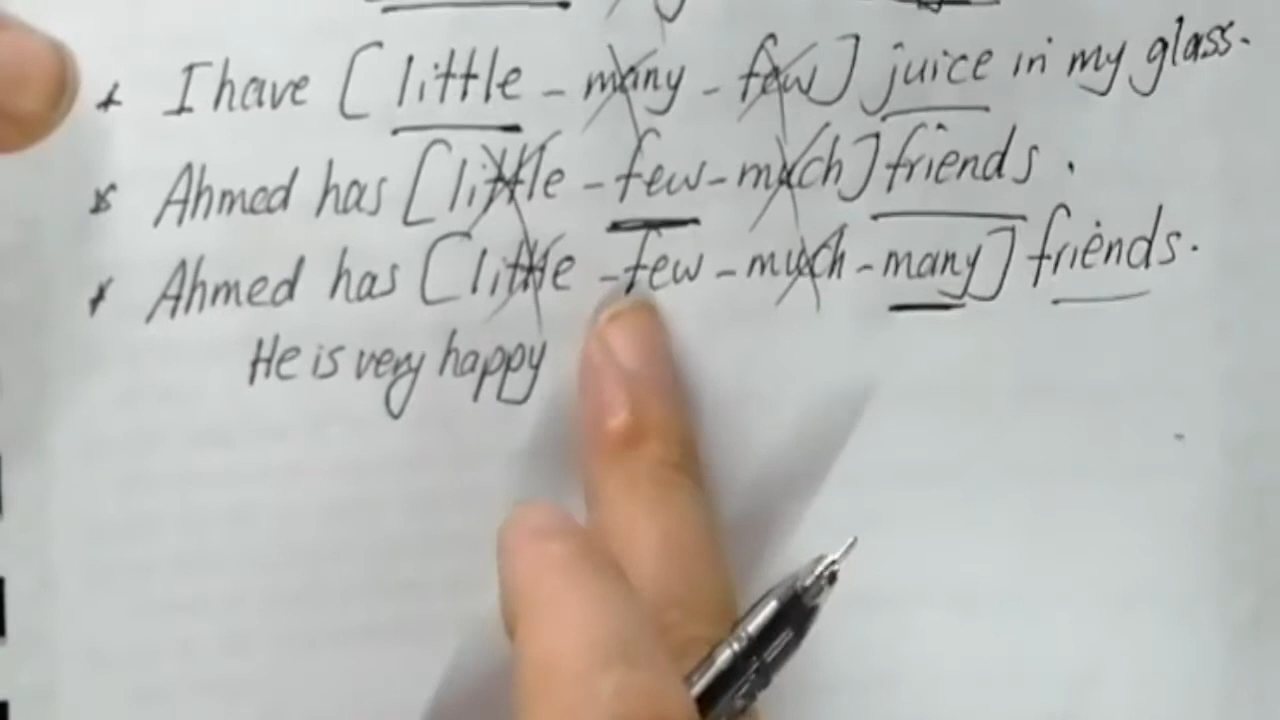 * I have [little - many - few] juice in my glass.
* Ahmed has [little - few - much] friends.
* Ahmed has [little - few - much - many] friends.
He is very happy